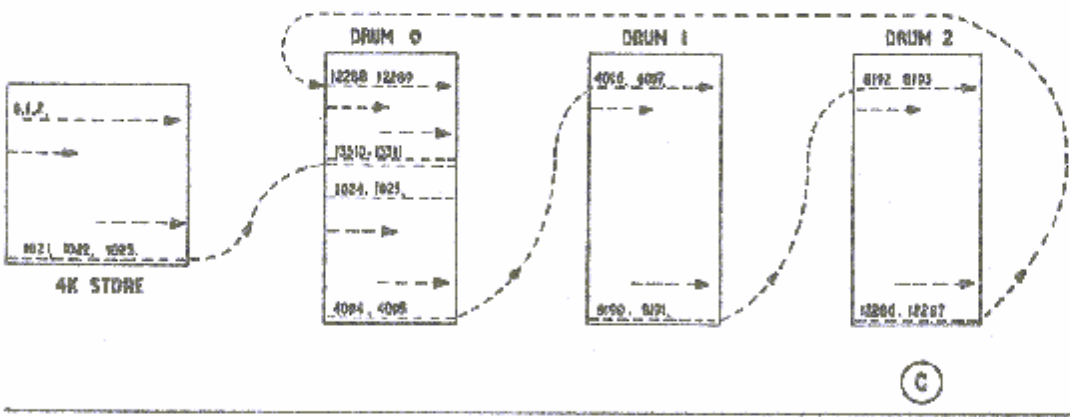 DRUM 0
DRUM 1
DRUM 2
12288 12289
4096, 4097,
8192 8193
0,1,2,
13310, 13311
1024, 1025,
1021, 1022, 1023.
4K STORE
4094, 4095
8190, 8191,
12286, 12287
C